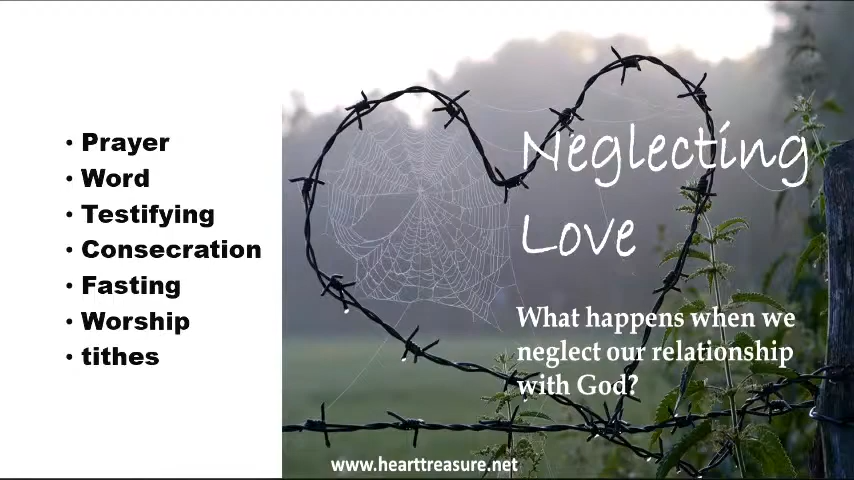 • Prayer
• Word
• Testifying
• Consecration
• Fasting
• Worship
• tithes
Neglecting
Love
What happens when we
neglect our relationship
with God?
www.hearttreasure.net